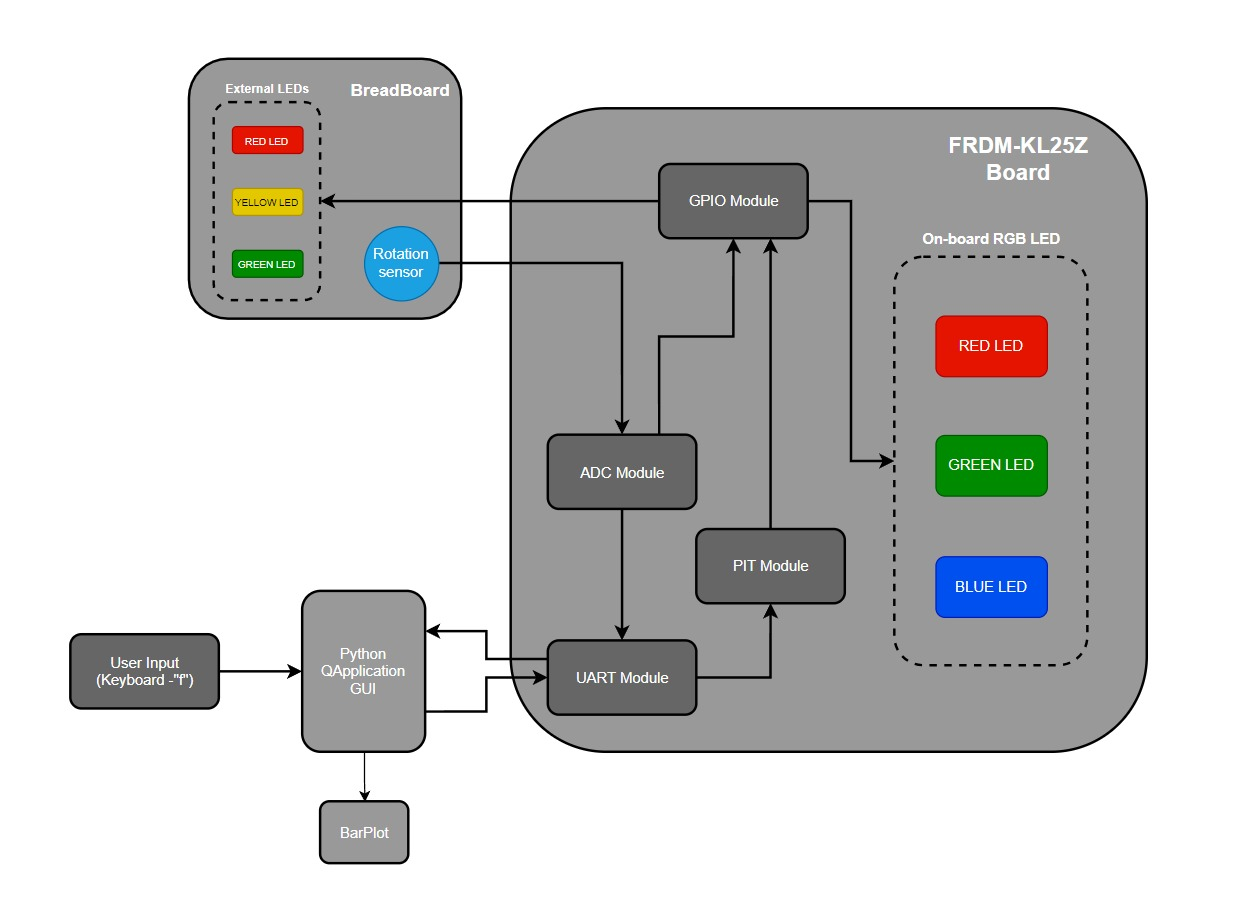 External LEDs
BreadBoard
RED LED
YELLOW LED
GREEN LED
Rotation
sensor
FRDM-KL25Z
Board
GPIO Module
On-board RGB LED
RED LED
GREEN LED
BLUE LED
ADC Module
PIT Module
UART Module
User Input
(Keyboard -"f")
Python
QApplication
GUI
BarPlot